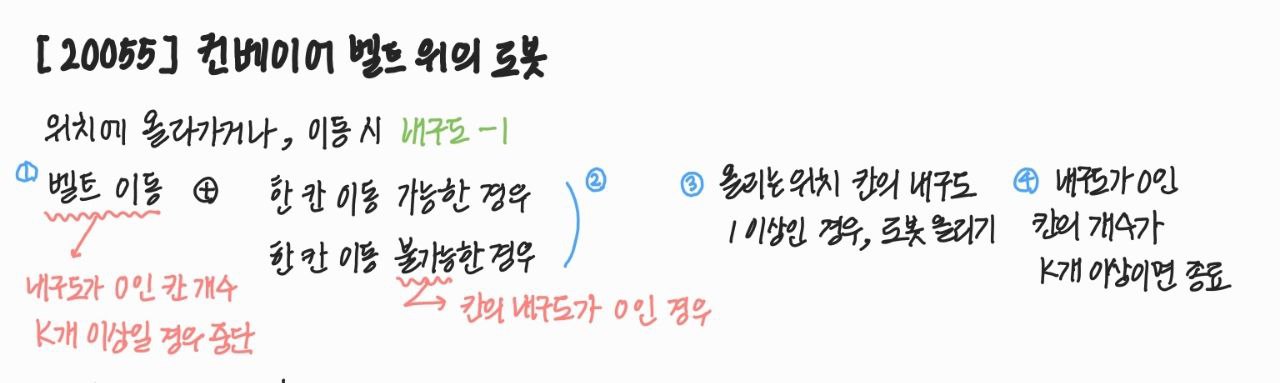 [20055] 컨베이어 벨트 위의 로봇
위치에 올라가거나, 이동 시 내구도 -1
① 벨트 이동 ⊕ 한 칸 이동 가능한 경우 ②
한 칸 이동 불가능한 경우
→ 내구도가 0인 칸 개수
K개 이상일 경우 중단
→ 칸의 내구도가 0인 경우
③ 올리는 위치 칸의 내구도
1 이상인 경우, 로봇 올리기
④ 내구도가 0인
칸의 개수가
K개 이상이면 종료